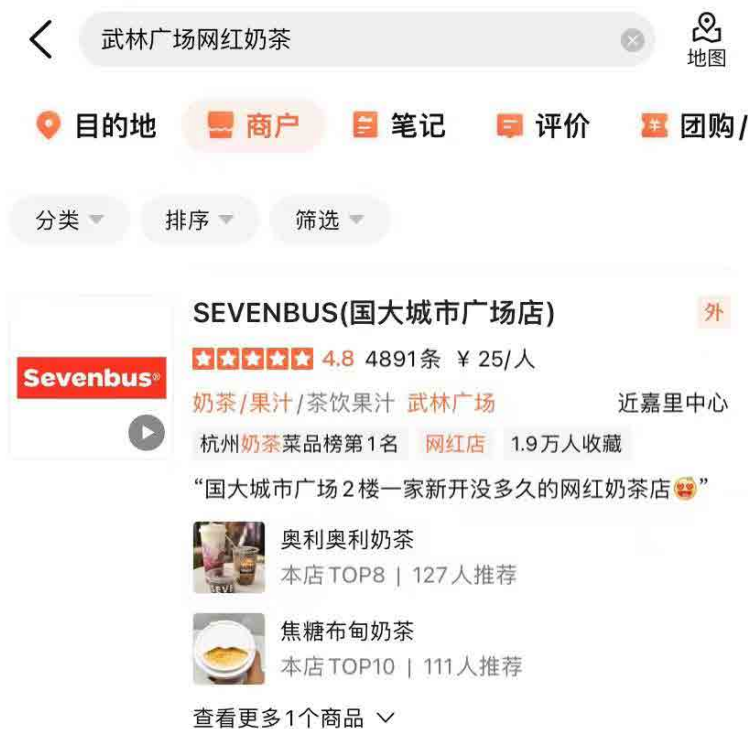 武林广场网红奶茶
地图
目的地 商户 笔记 评价 团购/
分类 排序 筛选
SEVENBUS(国大城市广场店) 外
4.8 4891条 ¥25/人
Sevenbus®
奶茶/果汁/茶饮果汁 武林广场 近嘉里中心
杭州奶茶菜品榜第1名 网红店 1.9万人收藏
“国大城市广场2楼一家新开没多久的网红奶茶店”
奥利奥利奶茶
本店TOP8 | 127人推荐
焦糖布甸奶茶
本店TOP10 | 111人推荐
查看更多1个商品